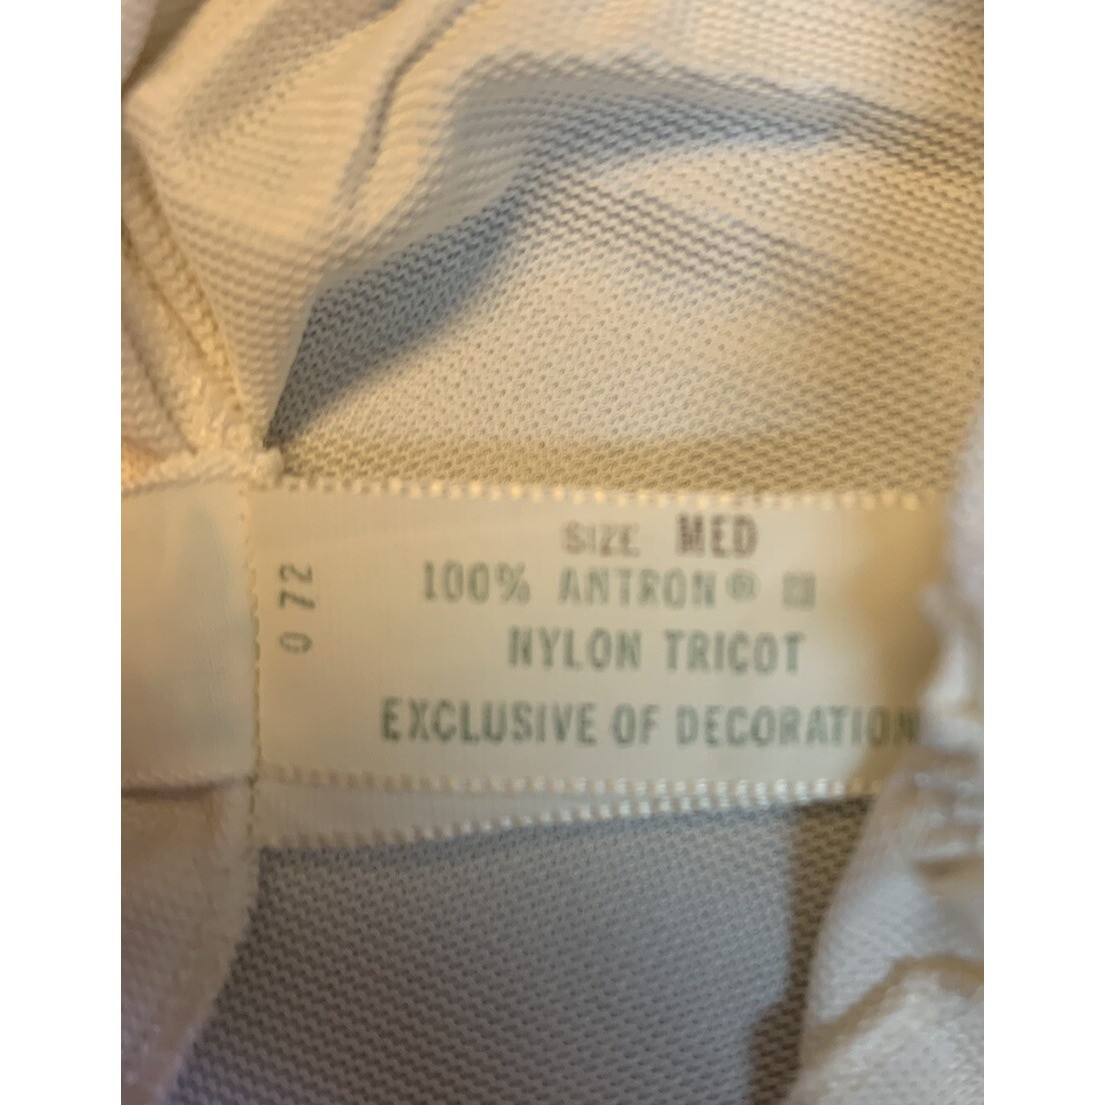 SIZE MED
100% ANTRON® III
NYLON TRICOT
EXCLUSIVE OF DECORATION
0 72